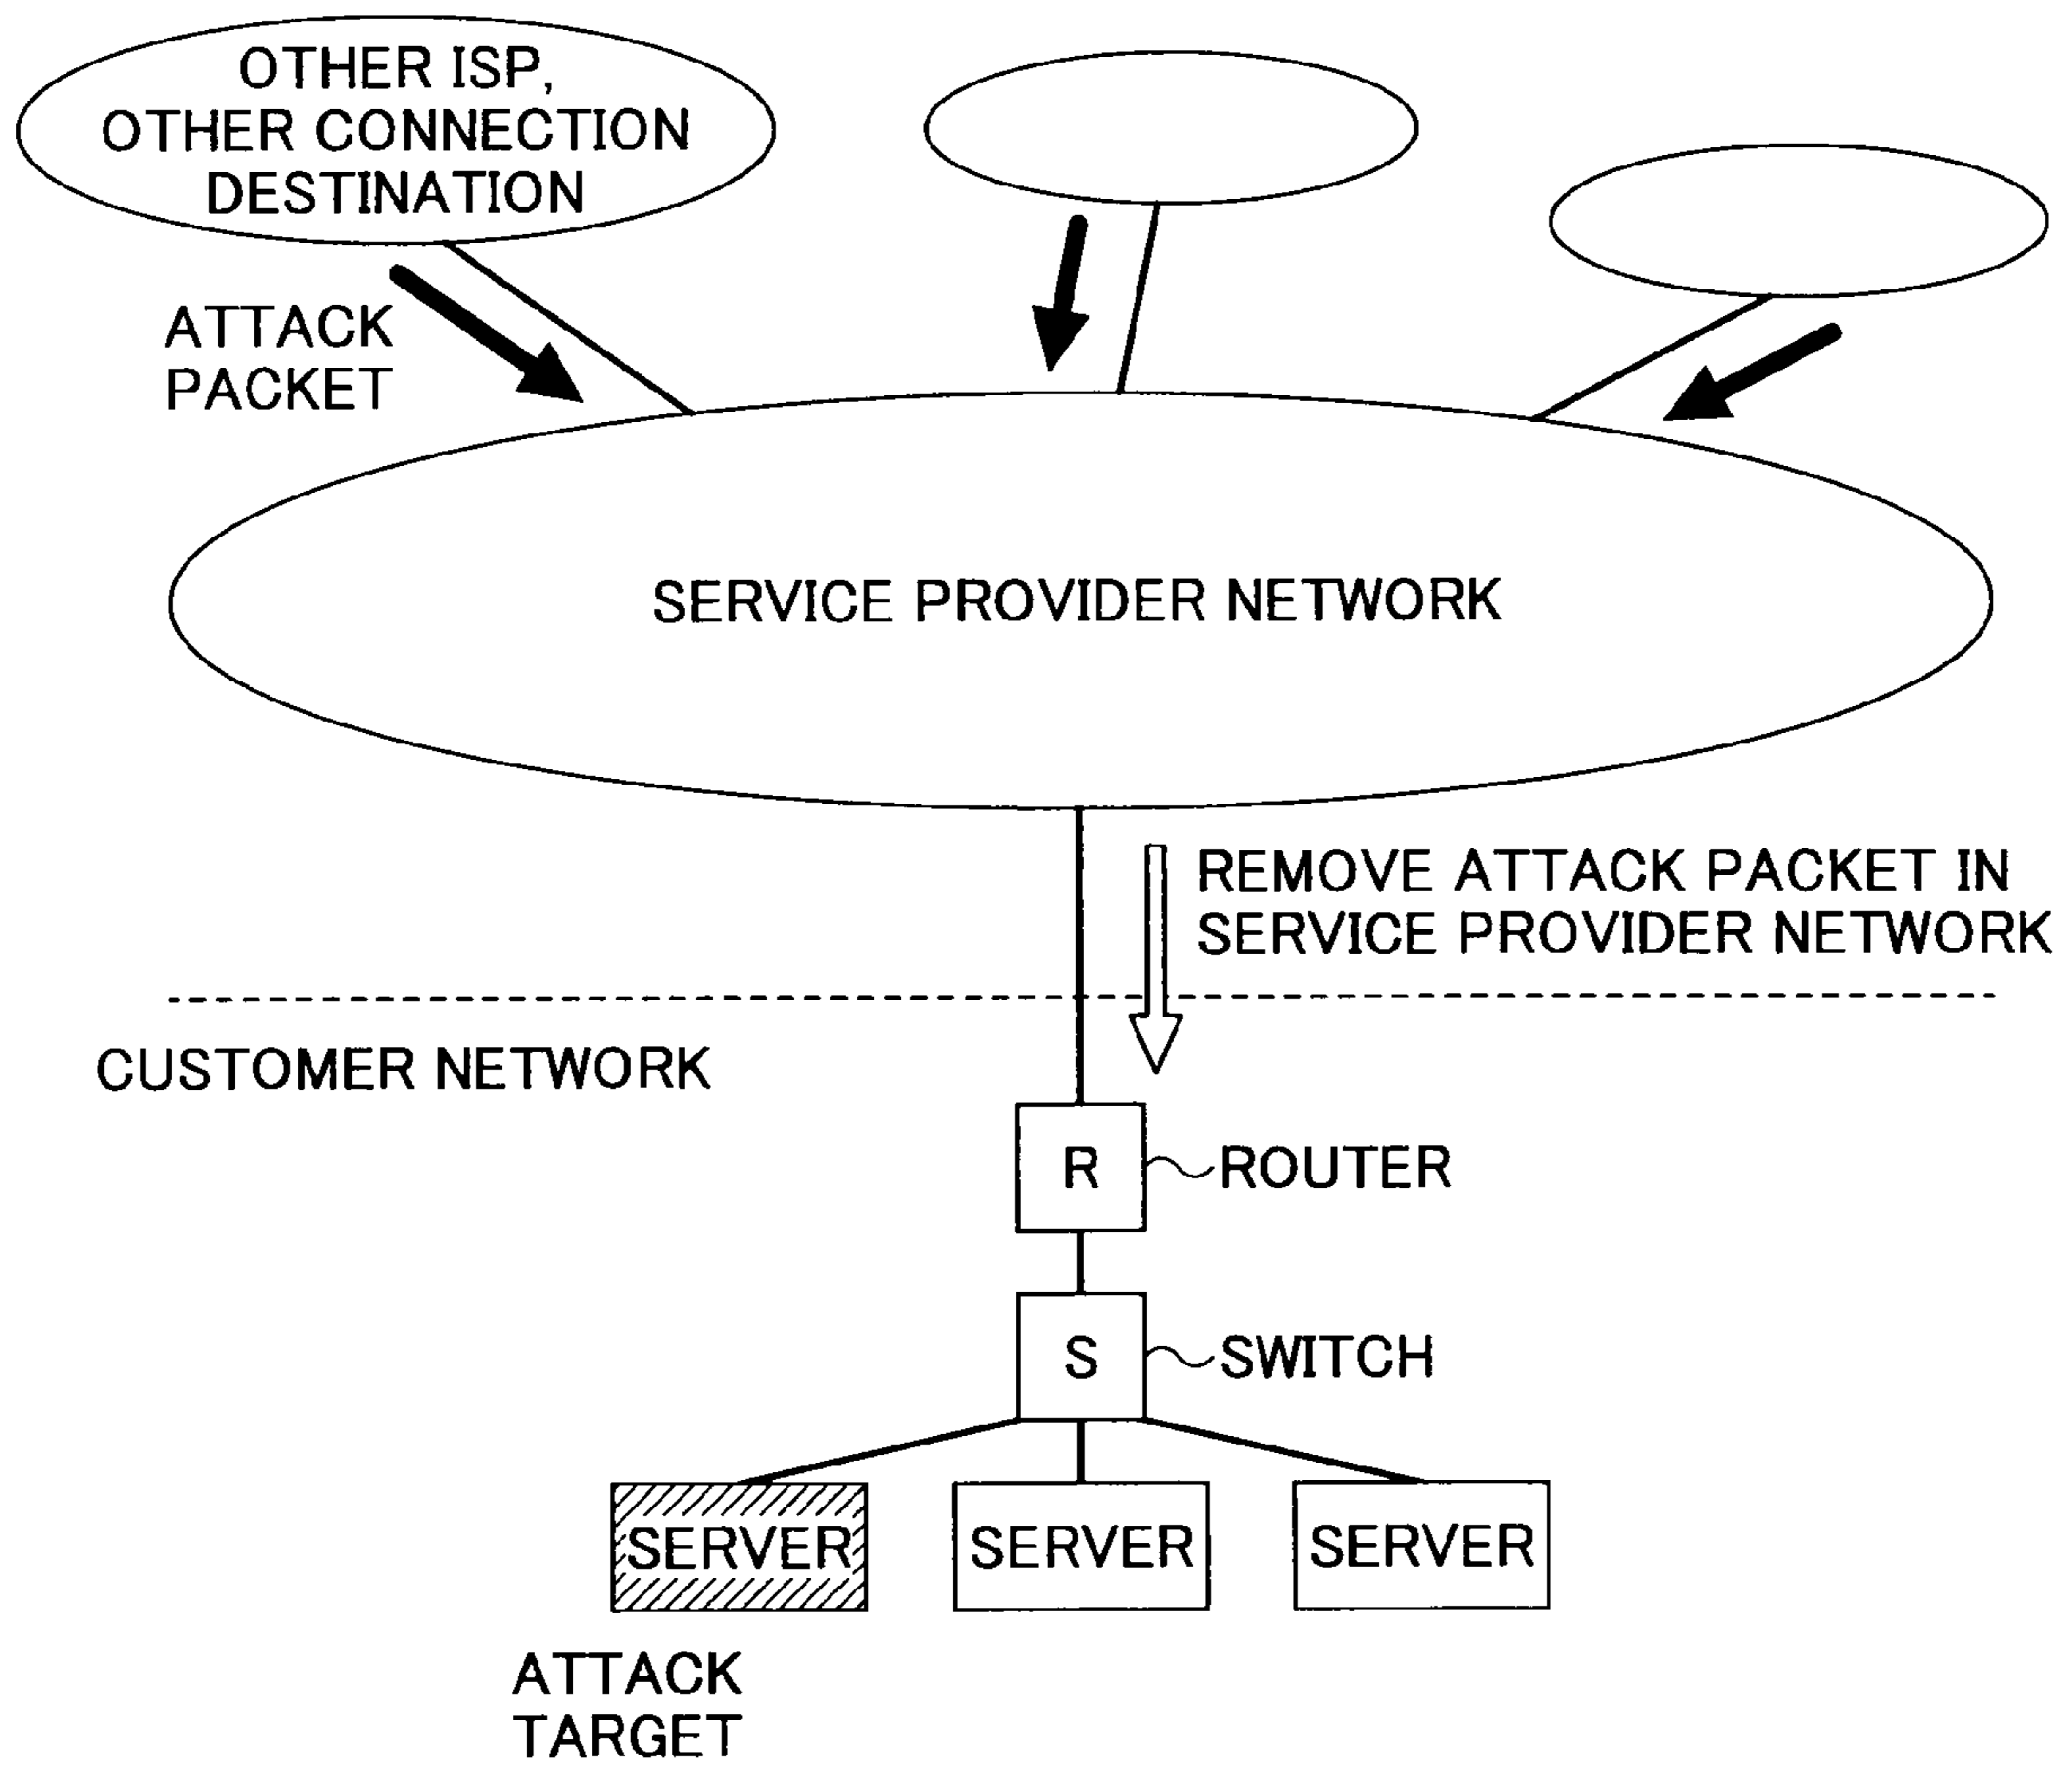 OTHER ISP,
OTHER CONNECTION
DESTINATION
ATTACK
PACKET
SERVICE PROVIDER NETWORK
REMOVE ATTACK PACKET IN
SERVICE PROVIDER NETWORK
CUSTOMER NETWORK
R
ROUTER
S
SWITCH
SERVER
SERVER
SERVER
ATTACK
TARGET